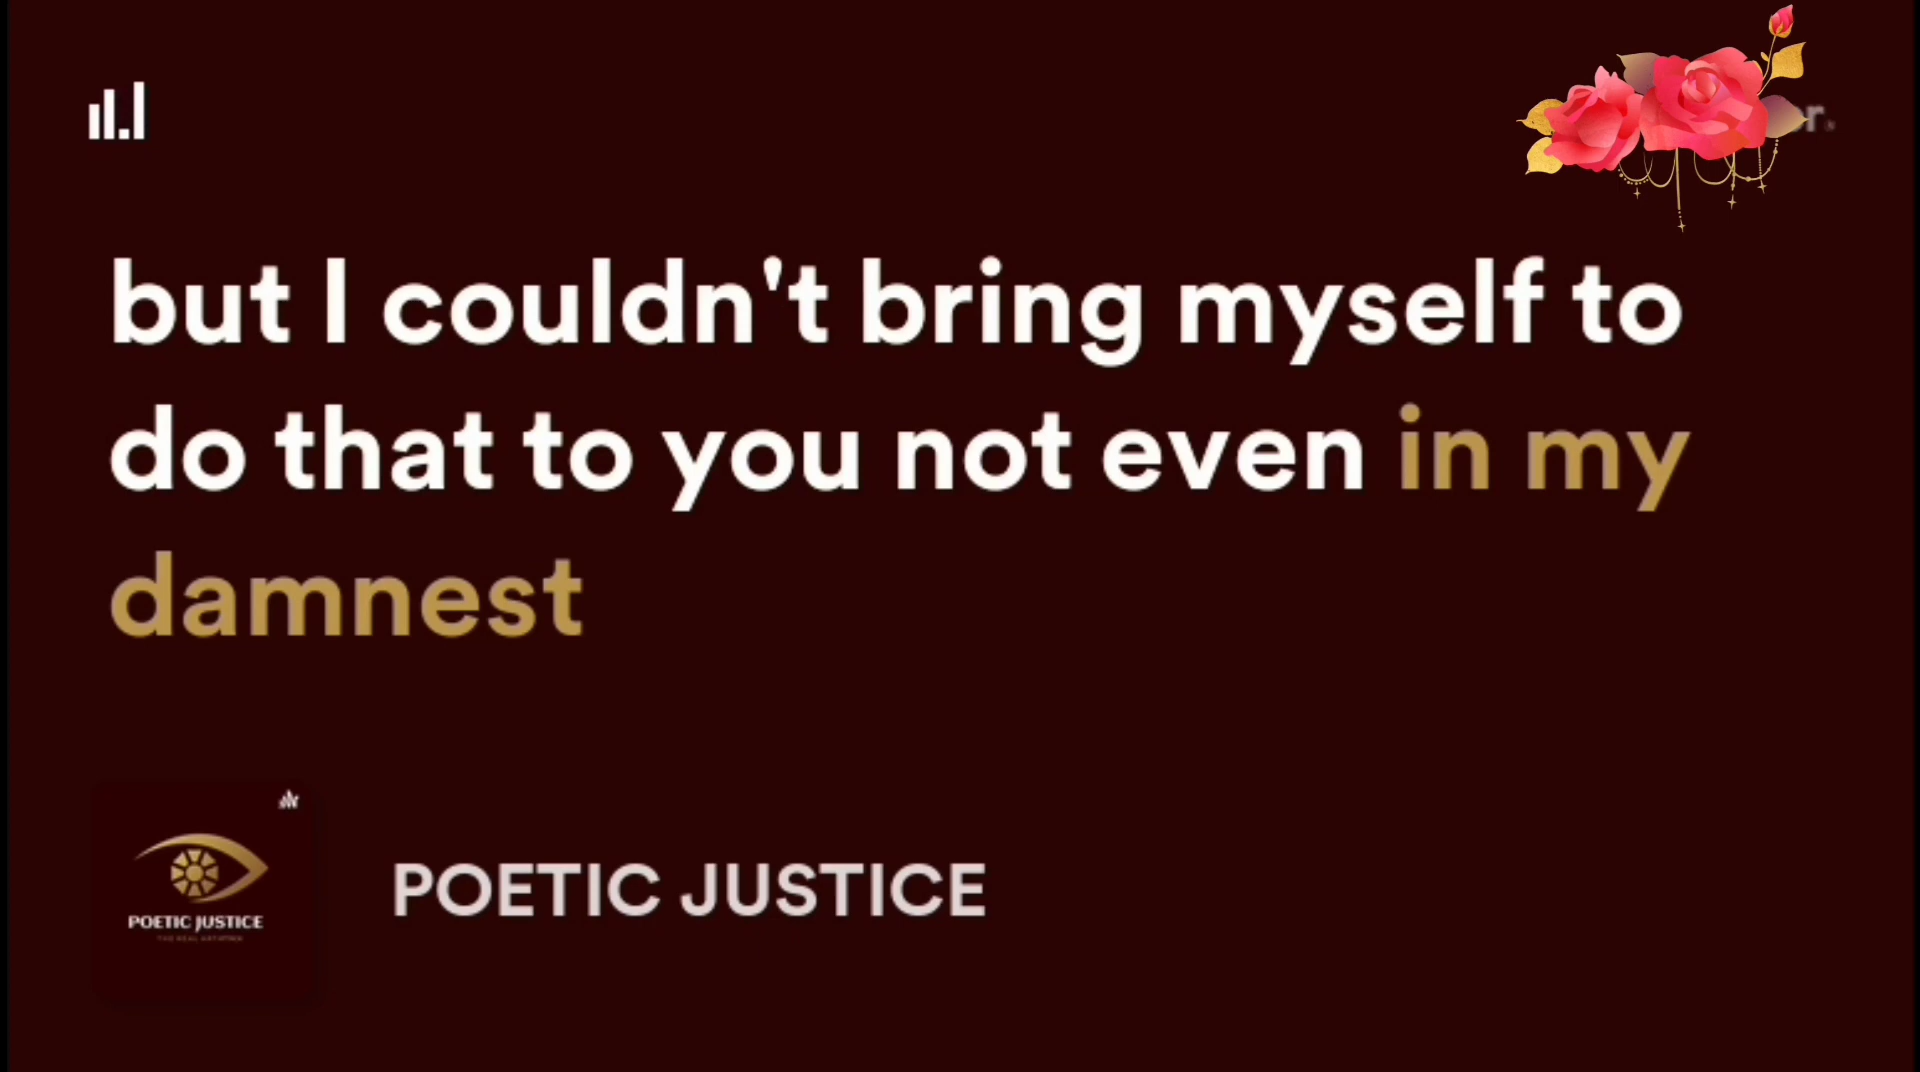 but I couldn't bring myself to
do that to you not even in my
damnest
POETIC JUSTICE
POETIC JUSTICE